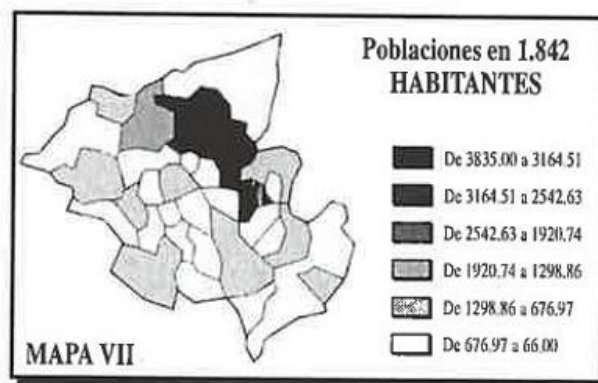 Poblaciones en 1.842
HABITANTES
De 3835.00 a 3164.51
De 3164.51 a 2542.63
De 2542.63 a 1920.74
De 1920.74 a 1298.86
De 1298.86 a 676.97
De 676.97 a 66.00
MAPA VII